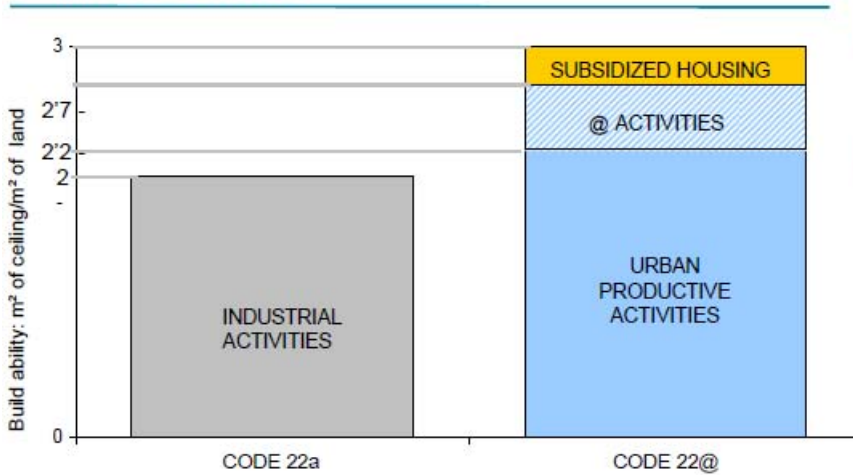 Build ability: m² of ceiling/m² of land
3
2'7
2'2
2
0
SUBSIDIZED HOUSING
@ ACTIVITIES
URBAN
PRODUCTIVE
ACTIVITIES
INDUSTRIAL
ACTIVITIES
CODE 22a
CODE 22@